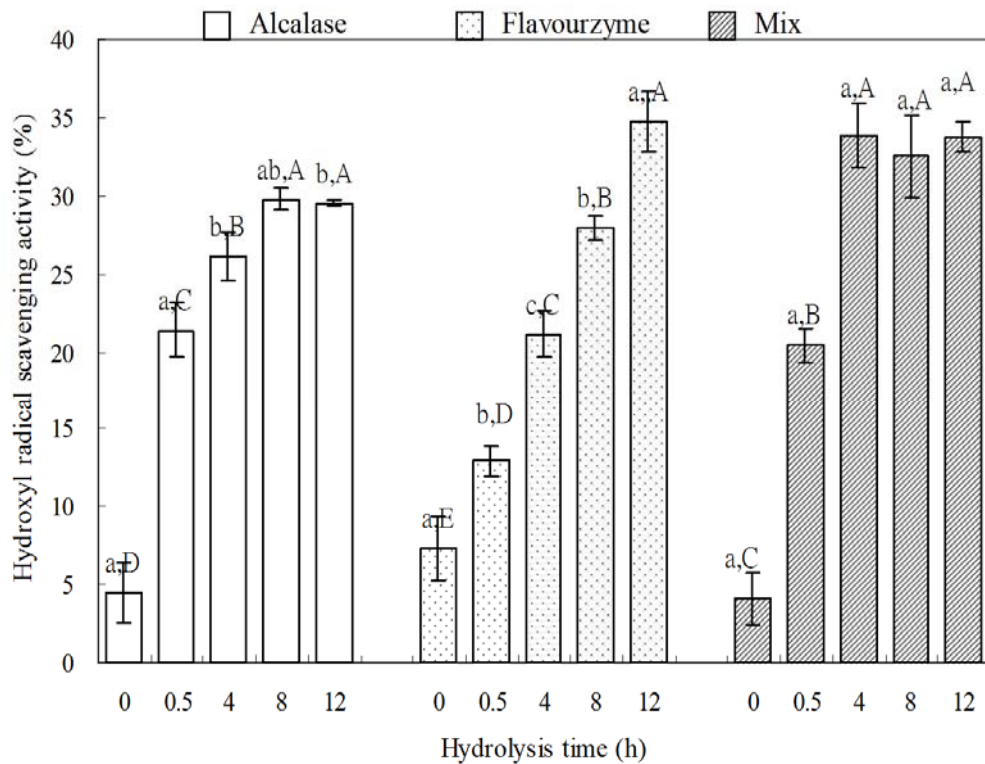 Alcalase Flavourzyme Mix
Hydroxyl radical scavenging activity (%)
40
35
30
25
20
15
10
5
0
a,D
a,C
b,B
ab,A
b,A
a,E
b,D
c,C
b,B
a,A
a,C
a,B
a,A
a,A
a,A
0 0.5 4 8 12 0 0.5 4 8 12 0 0.5 4 8 12
Hydrolysis time (h)